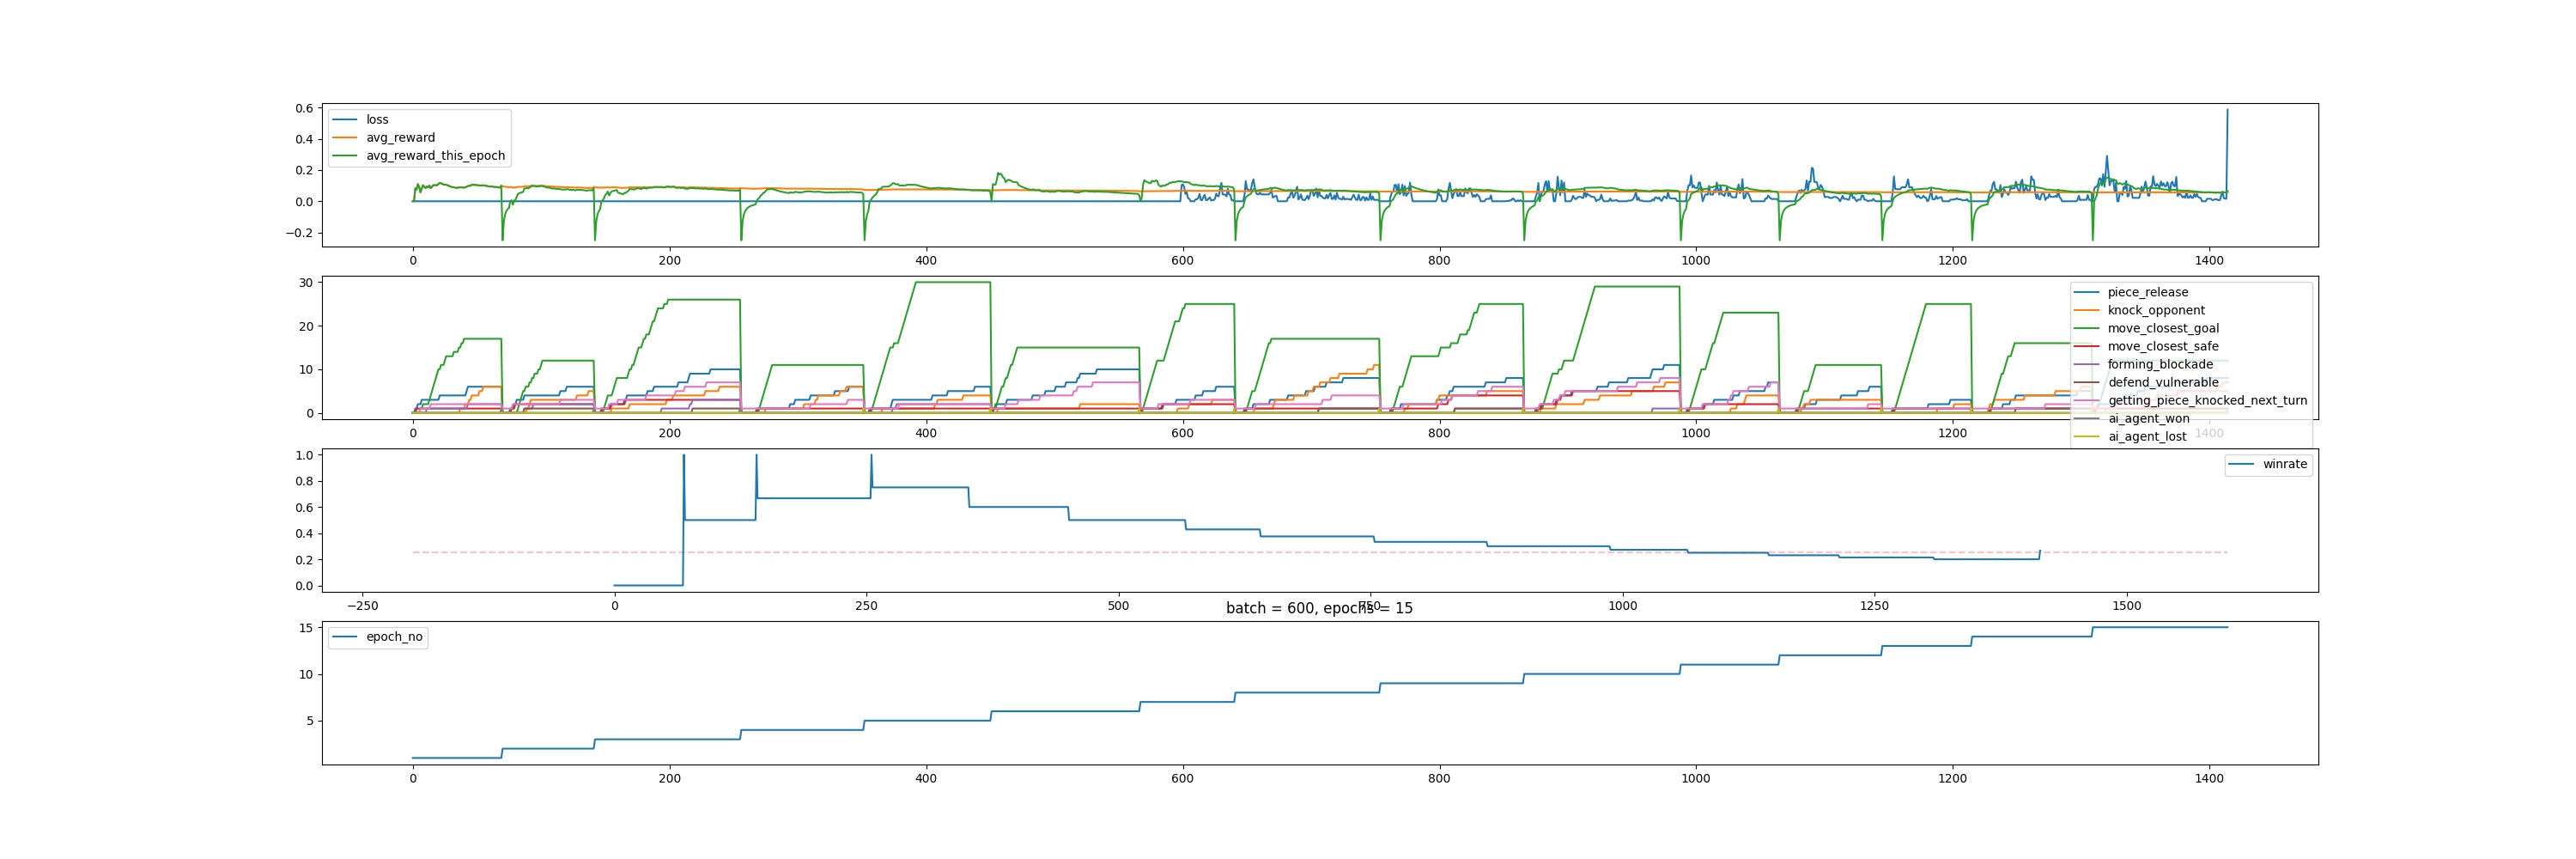 0.6
0.4
0.2
0.0
−0.2
loss
avg_reward
avg_reward_this_epoch
0 200 400 600 800 1000 1200 1400
30
20
10
0
piece_release
knock_opponent
move_closest_goal
move_closest_safe
forming_blockade
defend_vulnerable
getting_piece_knocked_next_turn
ai_agent_won
ai_agent_lost
0 200 400 600 800 1000 1200 1400
1.0
0.8
0.6
0.4
0.2
0.0
winrate
−250 0 250 500 750 1000 1250 1500
batch = 600, epochs = 15
15
10
5
epoch_no
0 200 400 600 800 1000 1200 1400